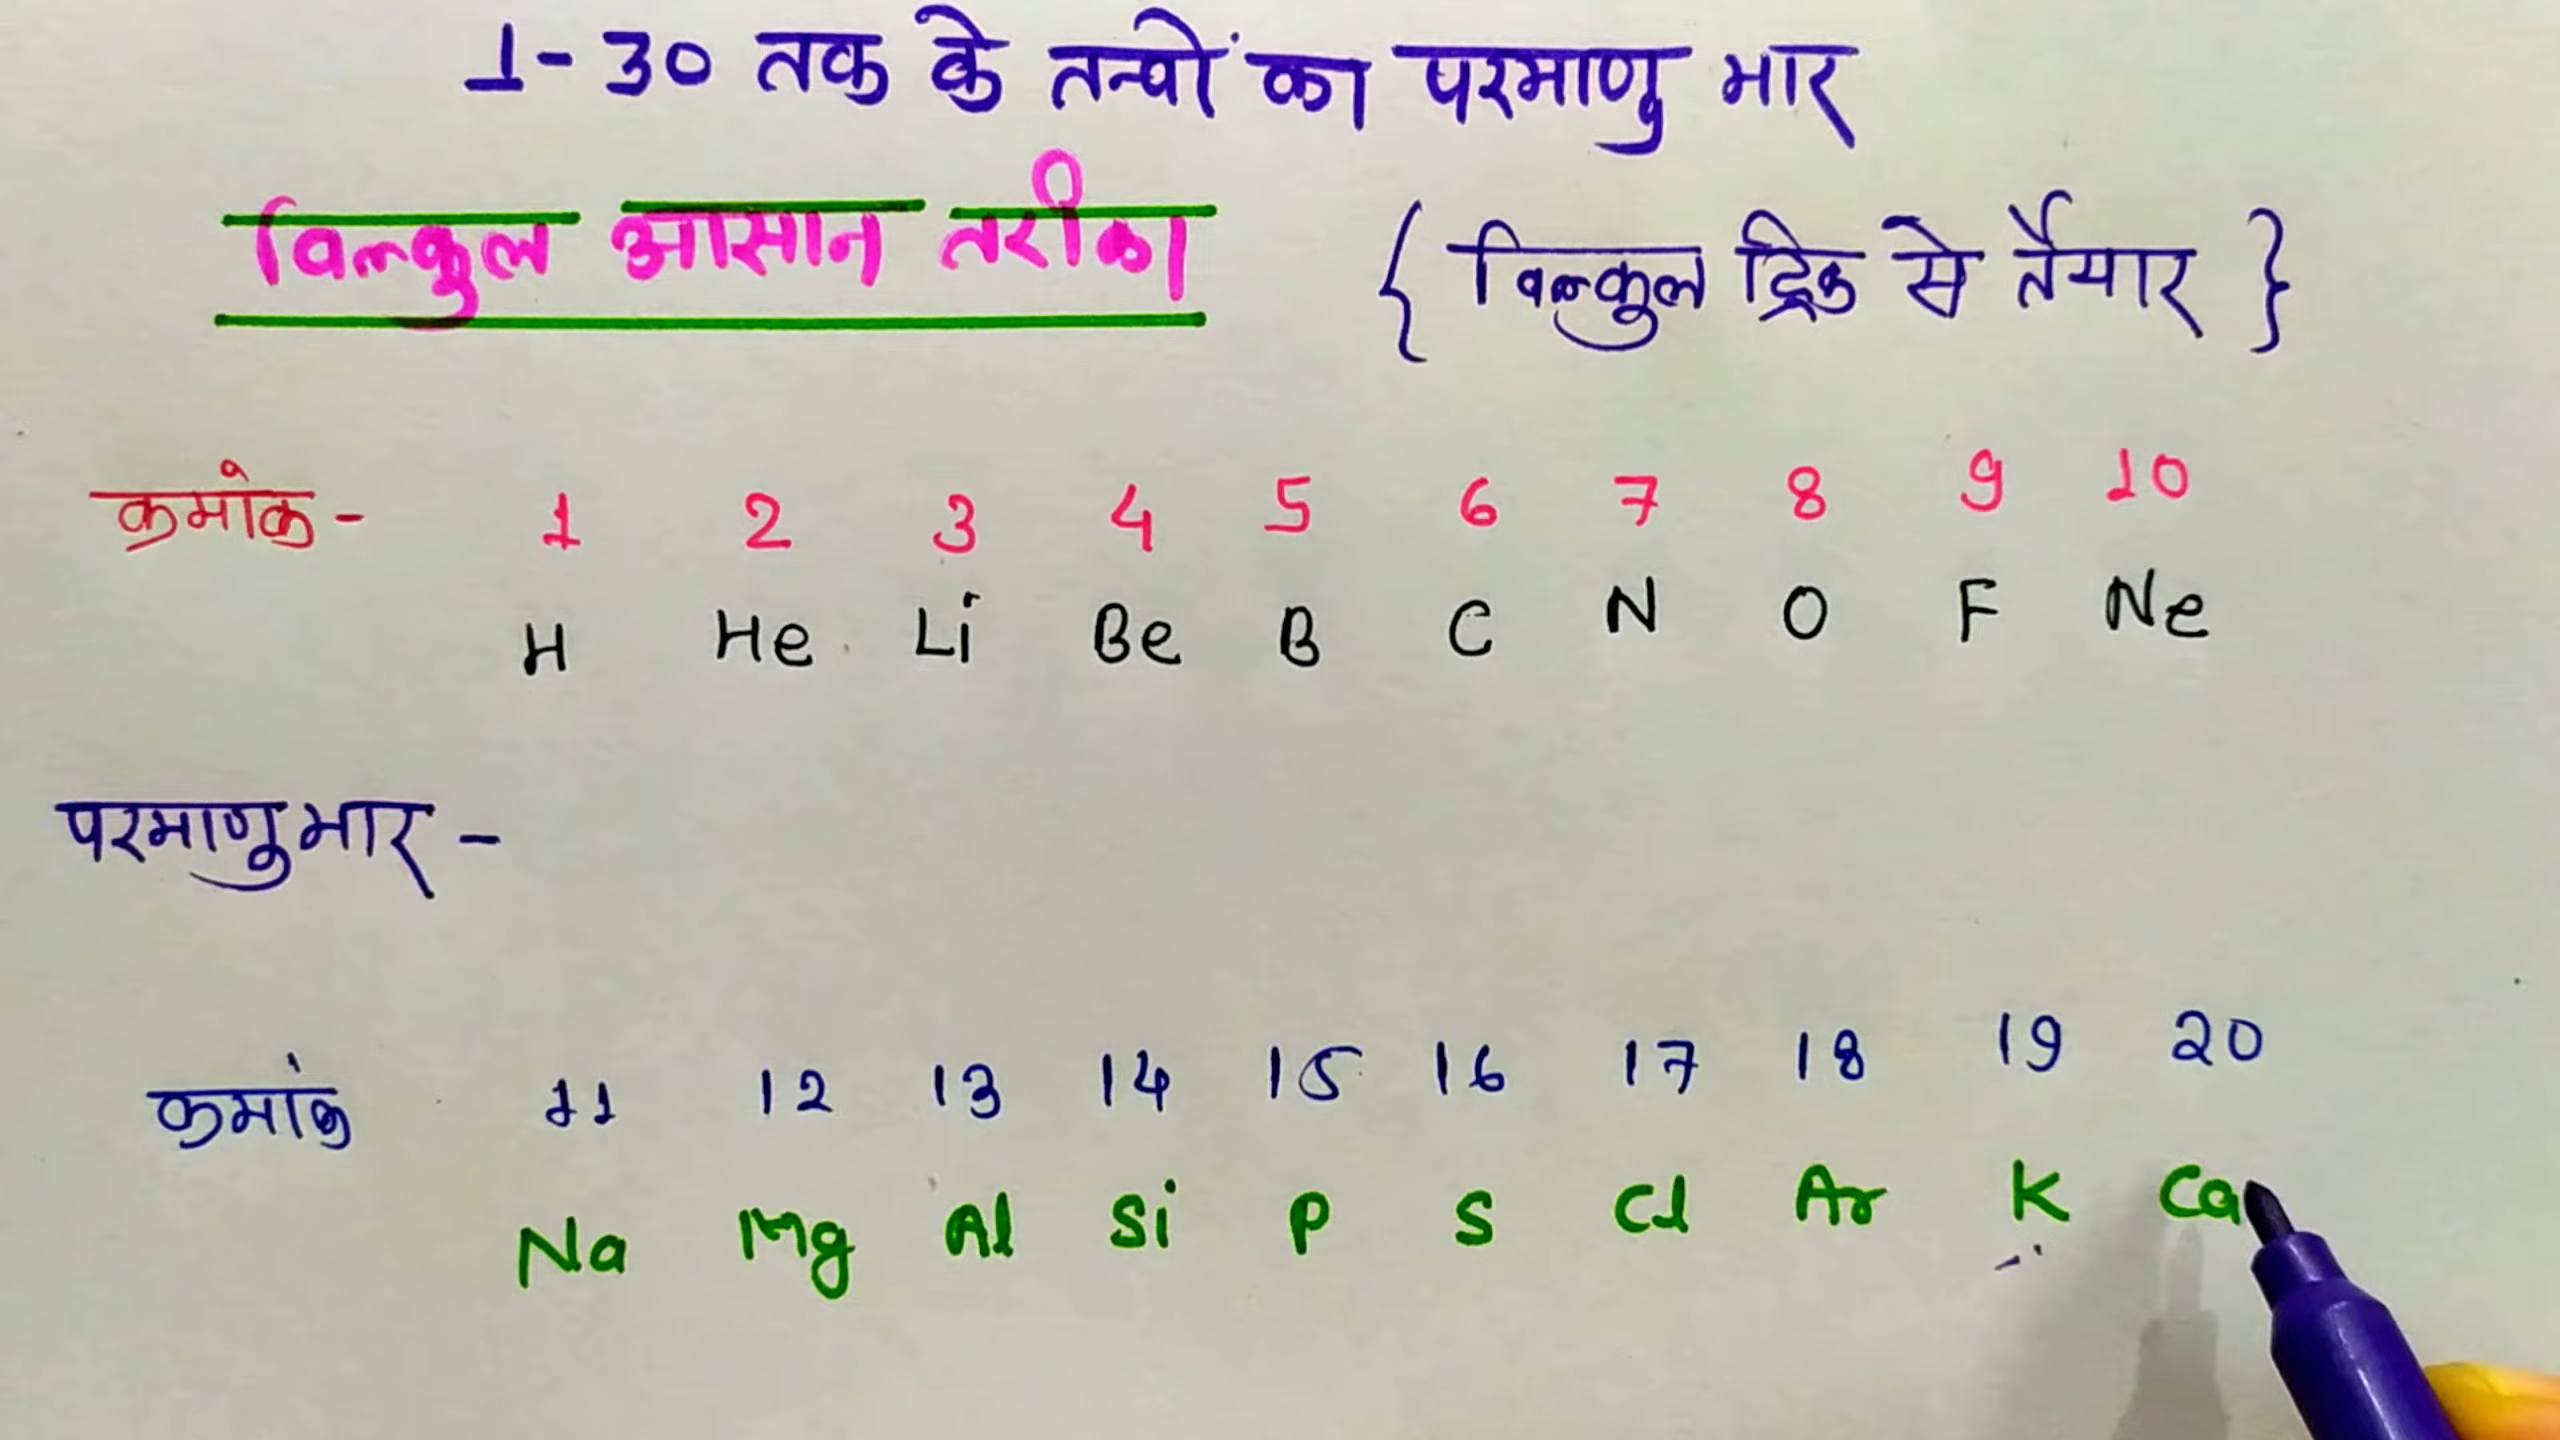 1-30 तक के तत्वों का परमाणु भार
बिल्कुल आसान तरीका { बिल्कुल ट्रिक से तैयार }
क्रमांक - 1 2 3 4 5 6 7 8 9 10
H He Li Be B C N O F Ne
परमाणु भार -
क्रमांक 11 12 13 14 15 16 17 18 19 20
Na Mg Al Si P S Cl Ar K Ca